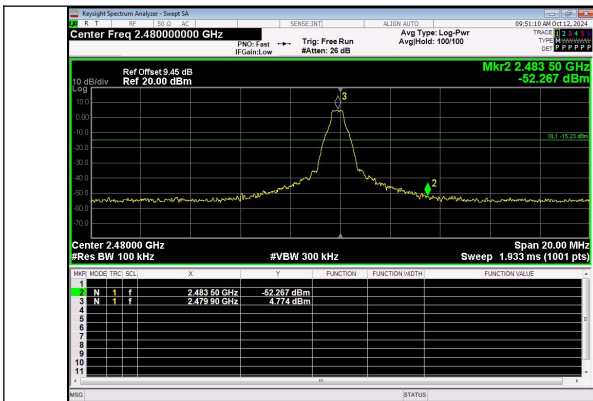 Keysight Spectrum Analyzer - Swept SA
LXI R T RF 50 Ω AC SENSE:INT ALIGN AUTO 09:51:10 AM Oct 12, 2024
Center Freq 2.480000000 GHz Avg Type: Log-Pwr TRACE 1 2 3 4 5 6
PNO: Fast Trig: Free Run Avg|Hold: 100/100 TYPE M W W W W W
IFGain:Low #Atten: 26 dB DET P P P P P P
Mkr2 2.483 50 GHz
Ref Offset 9.45 dB
10 dB/div Ref 20.00 dBm -52.267 dBm
Log
3
10.0
0.00
-10.0
DL1 -15.23 dBm
-20.0
-30.0
-40.0
2
-50.0
-60.0
-70.0
Center 2.48000 GHz Span 20.00 MHz
#Res BW 100 kHz #VBW 300 kHz Sweep 1.933 ms (1001 pts)
MKR MODE TRC SCL X Y FUNCTION FUNCTION WIDTH FUNCTION VALUE
1
2 N 1 f 2.483 50 GHz -52.267 dBm
3 N 1 f 2.479 90 GHz 4.774 dBm
4
5
6
7
8
9
10
11
MSG STATUS